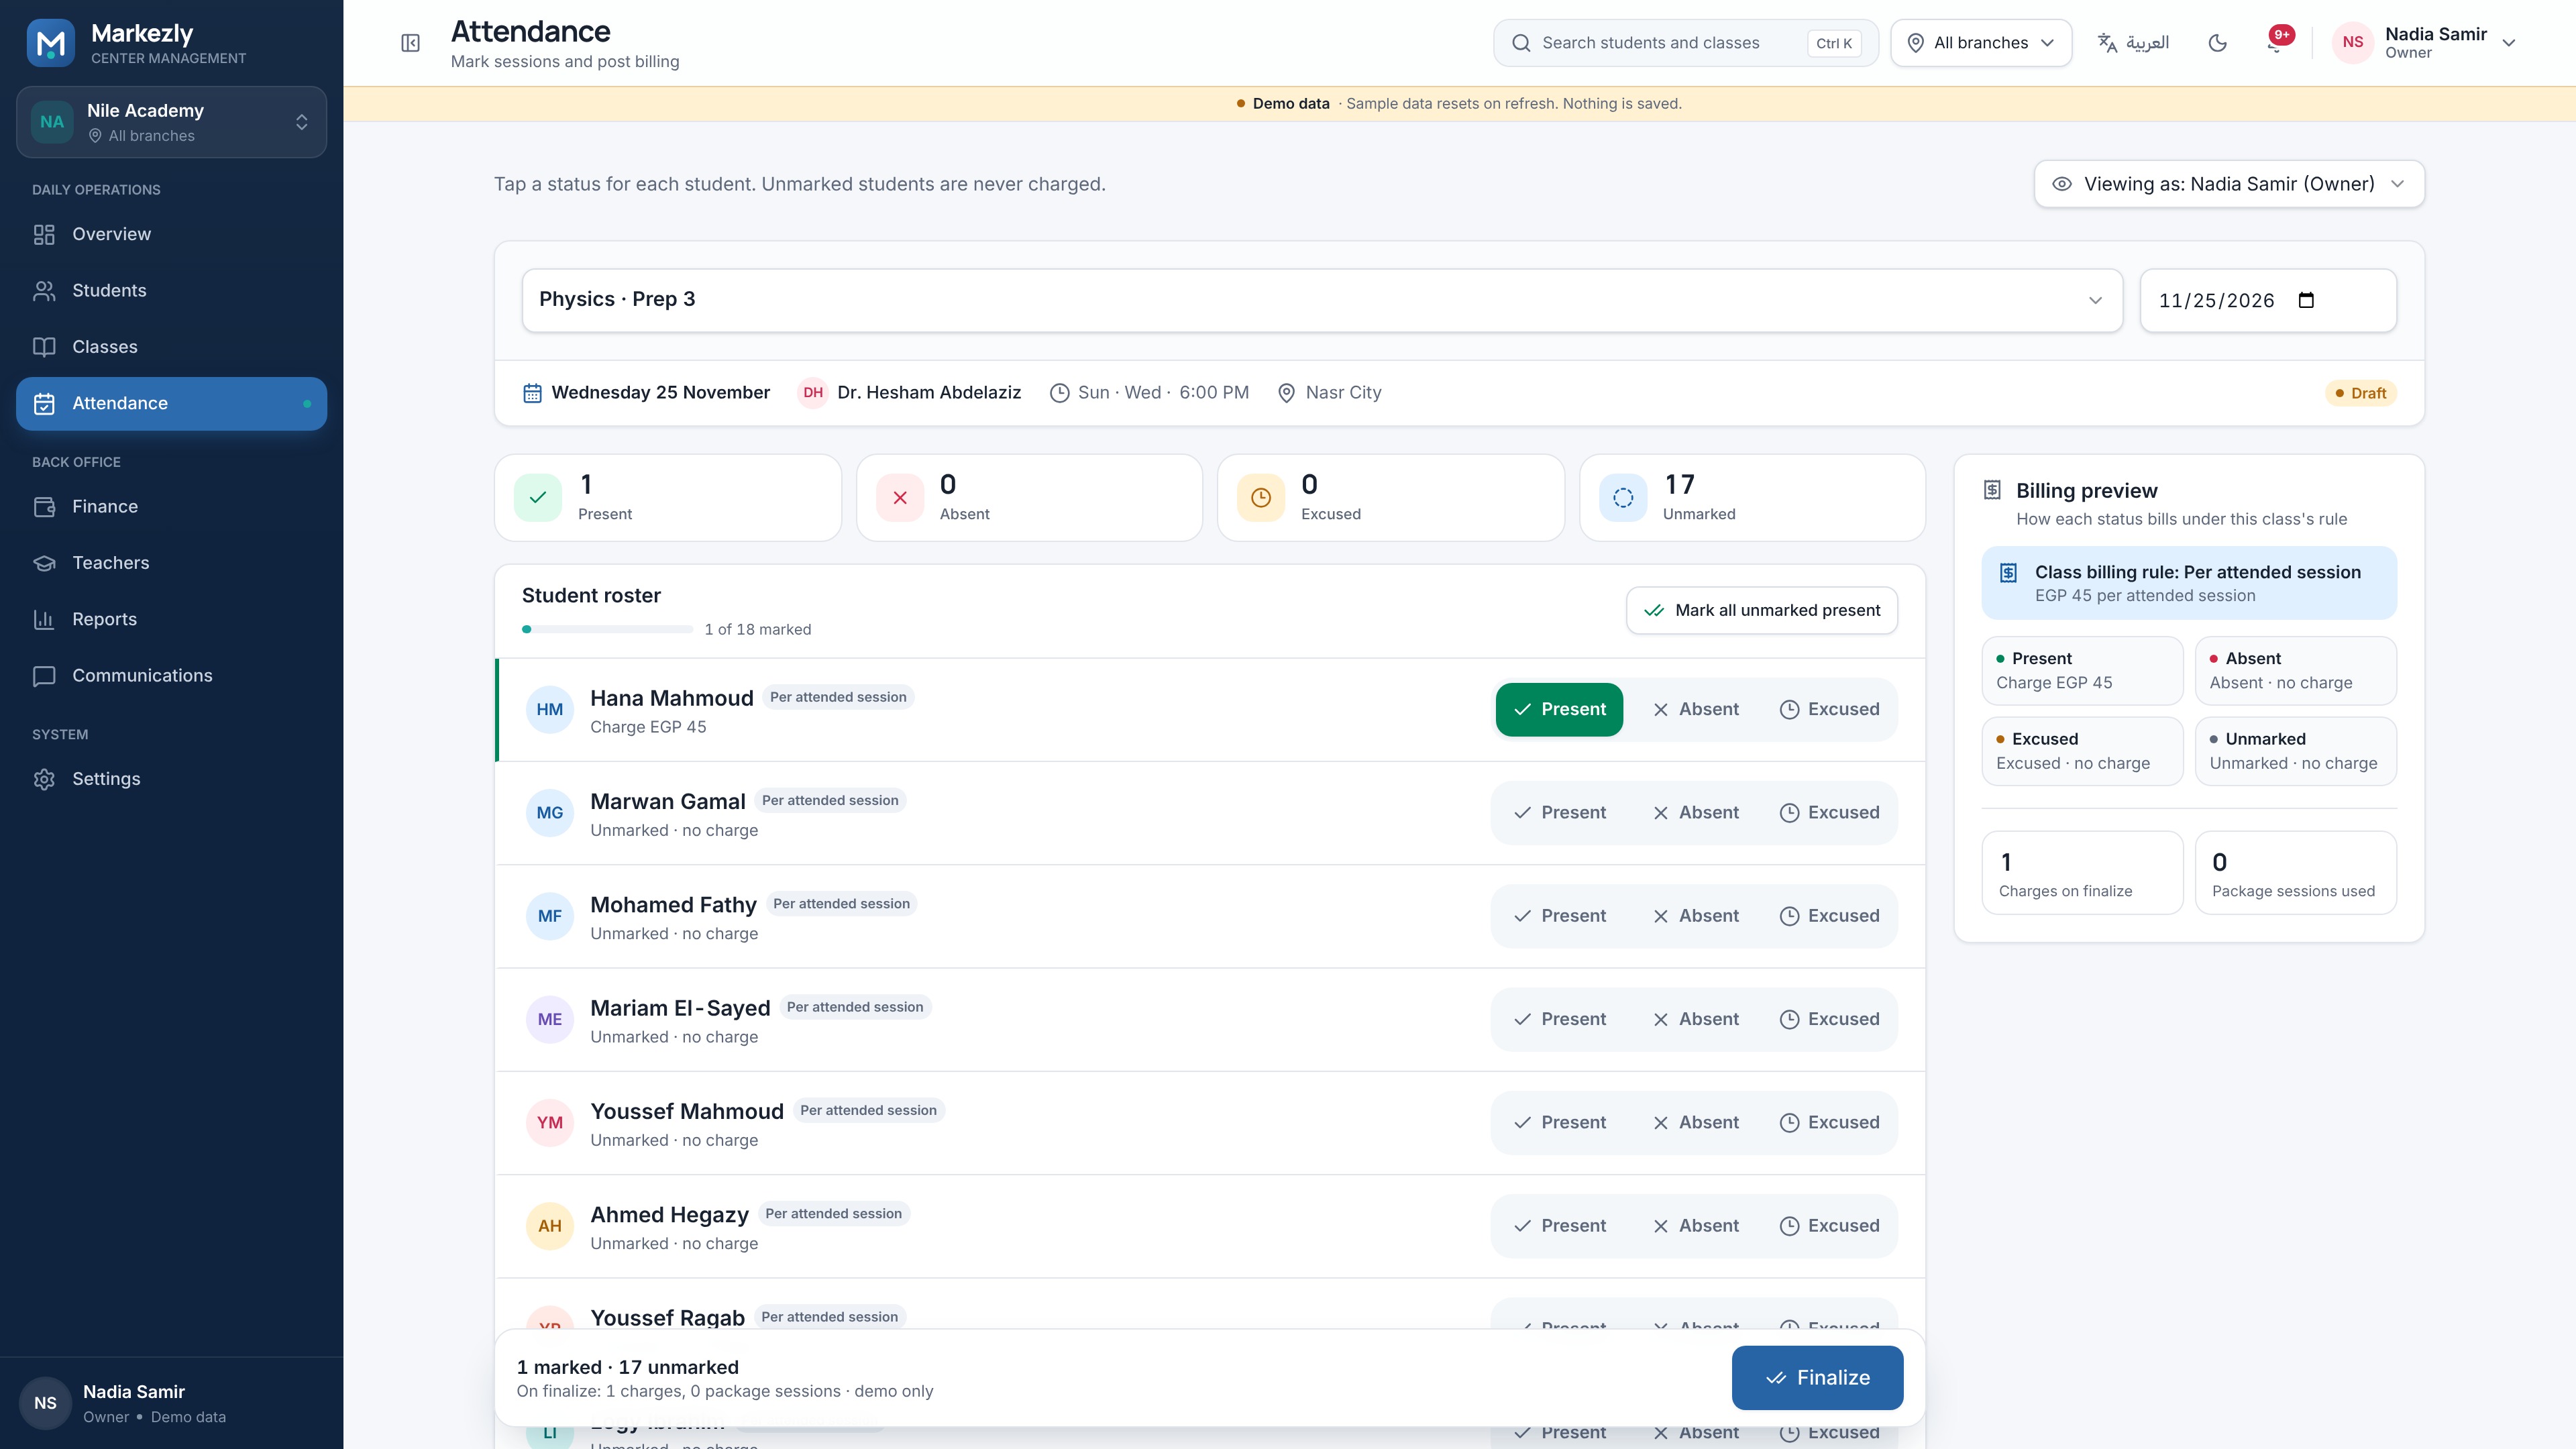 Markezly
CENTER MANAGEMENT
NA
Nile Academy
All branches
DAILY OPERATIONS
Overview
Students
Classes
Attendance
BACK OFFICE
Finance
Teachers
Reports
Communications
SYSTEM
Settings
NS
Nadia Samir
Owner • Demo data
Attendance
Mark sessions and post billing
Search students and classes
Ctrl K
All branches
العربية
9+
NS
Nadia Samir
Owner
Demo data · Sample data resets on refresh. Nothing is saved.
Tap a status for each student. Unmarked students are never charged.
Viewing as: Nadia Samir (Owner)
Physics · Prep 3
11/25/2026
Wednesday 25 November
DH
Dr. Hesham Abdelaziz
Sun · Wed · 6:00 PM
Nasr City
Draft
1
Present
0
Absent
0
Excused
17
Unmarked
Student roster
1 of 18 marked
Mark all unmarked present
HM
Hana Mahmoud
Per attended session
Charge EGP 45
Present
Absent
Excused
MG
Marwan Gamal
Per attended session
Unmarked · no charge
Present
Absent
Excused
MF
Mohamed Fathy
Per attended session
Unmarked · no charge
Present
Absent
Excused
ME
Mariam El-Sayed
Per attended session
Unmarked · no charge
Present
Absent
Excused
YM
Youssef Mahmoud
Per attended session
Unmarked · no charge
Present
Absent
Excused
AH
Ahmed Hegazy
Per attended session
Unmarked · no charge
Present
Absent
Excused
YR
Youssef Ragab
Per attended session
Present
Absent
Excused
1 marked · 17 unmarked
On finalize: 1 charges, 0 package sessions · demo only
Finalize
LI
Present
Absent
Excused
Billing preview
How each status bills under this class's rule
Class billing rule: Per attended session
EGP 45 per attended session
Present
Charge EGP 45
Absent
Absent · no charge
Excused
Excused · no charge
Unmarked
Unmarked · no charge
1
Charges on finalize
0
Package sessions used